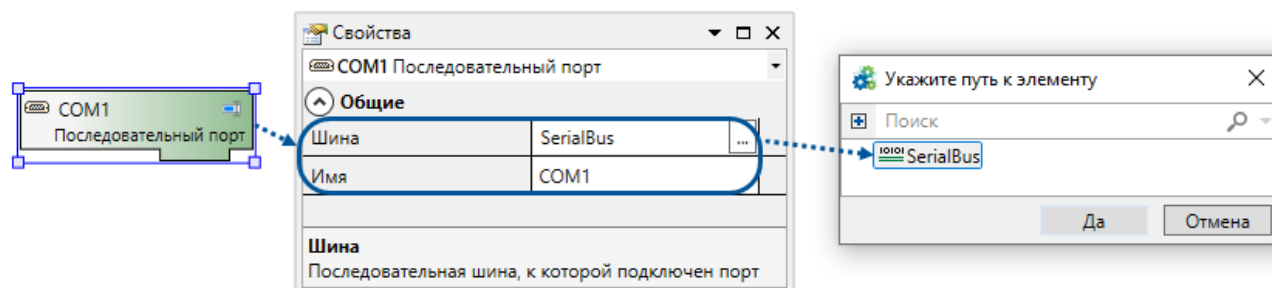 COM1
Последовательный порт
Свойства
COM1 Последовательный порт
Общие
Шина SerialBus ...
Имя COM1
Шина
Последовательная шина, к которой подключен порт
Укажите путь к элементу
Поиск
SerialBus
Да Отмена